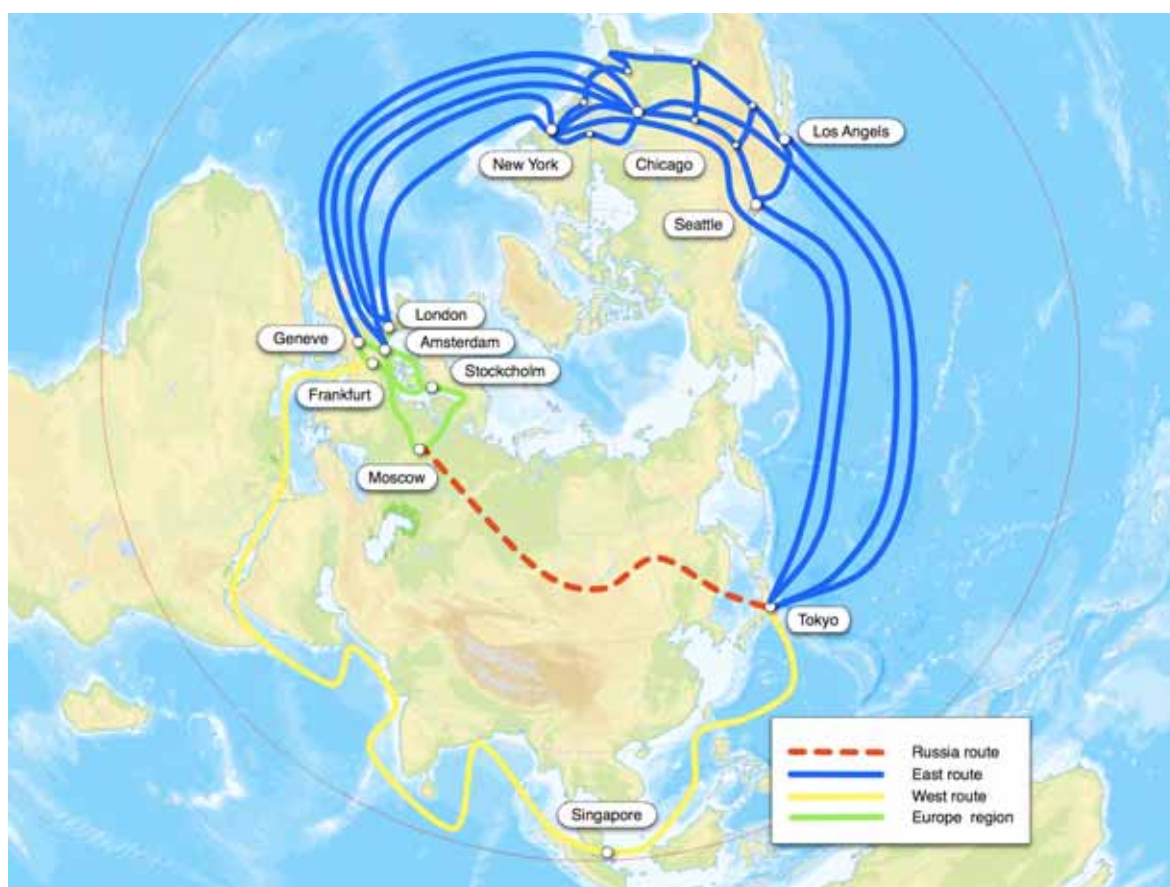 Los Angels
New York
Chicago
Seattle
London
Geneve
Amsterdam
Stockcholm
Frankfurt
Moscow
Tokyo
Singapore
Russia route
East route
West route
Europe region